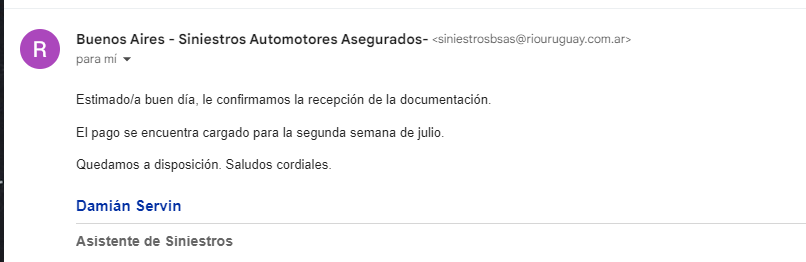 R
Buenos Aires - Siniestros Automotores Asegurados- <siniestrosbsas@riouruguay.com.ar>
para mí
Estimado/a buen día, le confirmamos la recepción de la documentación.
El pago se encuentra cargado para la segunda semana de julio.
Quedamos a disposición. Saludos cordiales.
Damián Servin
Asistente de Siniestros